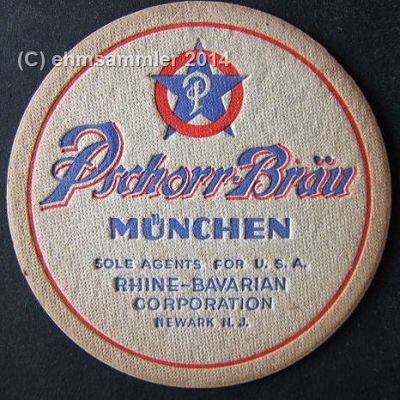 (C) ehmsammler 2014
P
Pschorr-Bräu
MÜNCHEN
SOLE AGENTS FOR U.S.A.
RHINE-BAVARIAN
CORPORATION
NEWARK N.J.